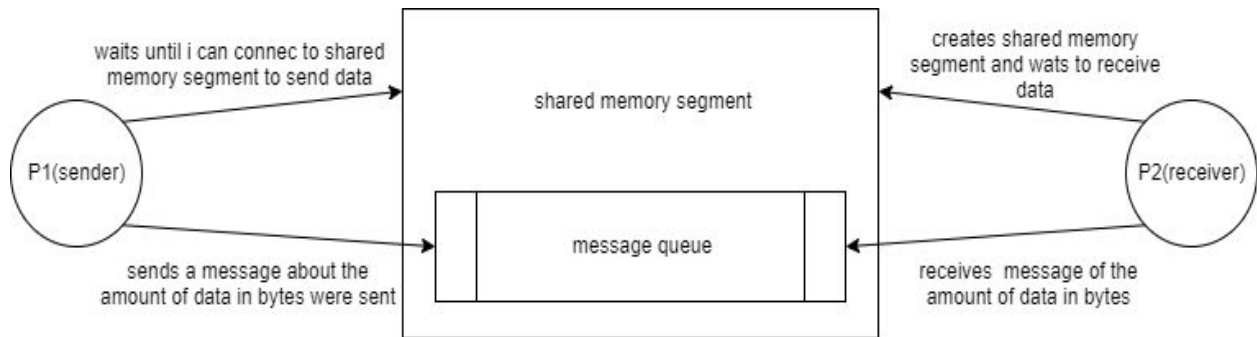 waits until i can connec to shared
memory segment to send data
P1(sender)
sends a message about the
amount of data in bytes were sent
shared memory segment
message queue
creates shared memory
segment and wats to receive
data
P2(receiver)
receives message of the
amount of data in bytes